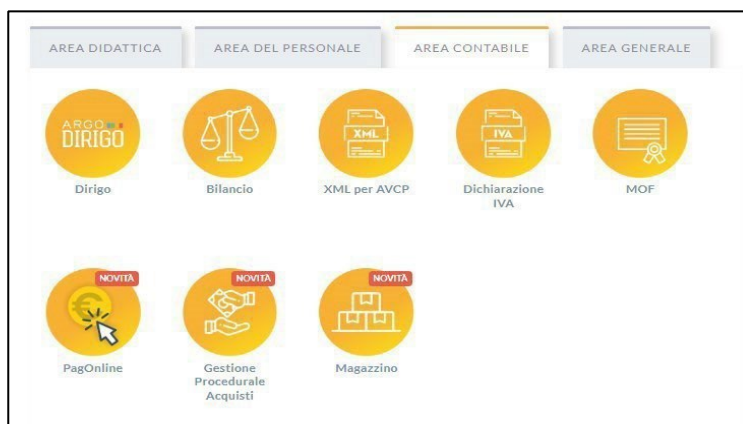 AREA DIDATTICA
AREA DEL PERSONALE
AREA CONTABILE
AREA GENERALE
ARGO
DIRIGO
XML
IVA
Dirigo
Bilancio
XML per AVCP
Dichiarazione
IVA
MOF
NOVITÀ
NOVITÀ
NOVITÀ
€
PagOnline
Gestione
Procedurale
Acquisti
Magazzino